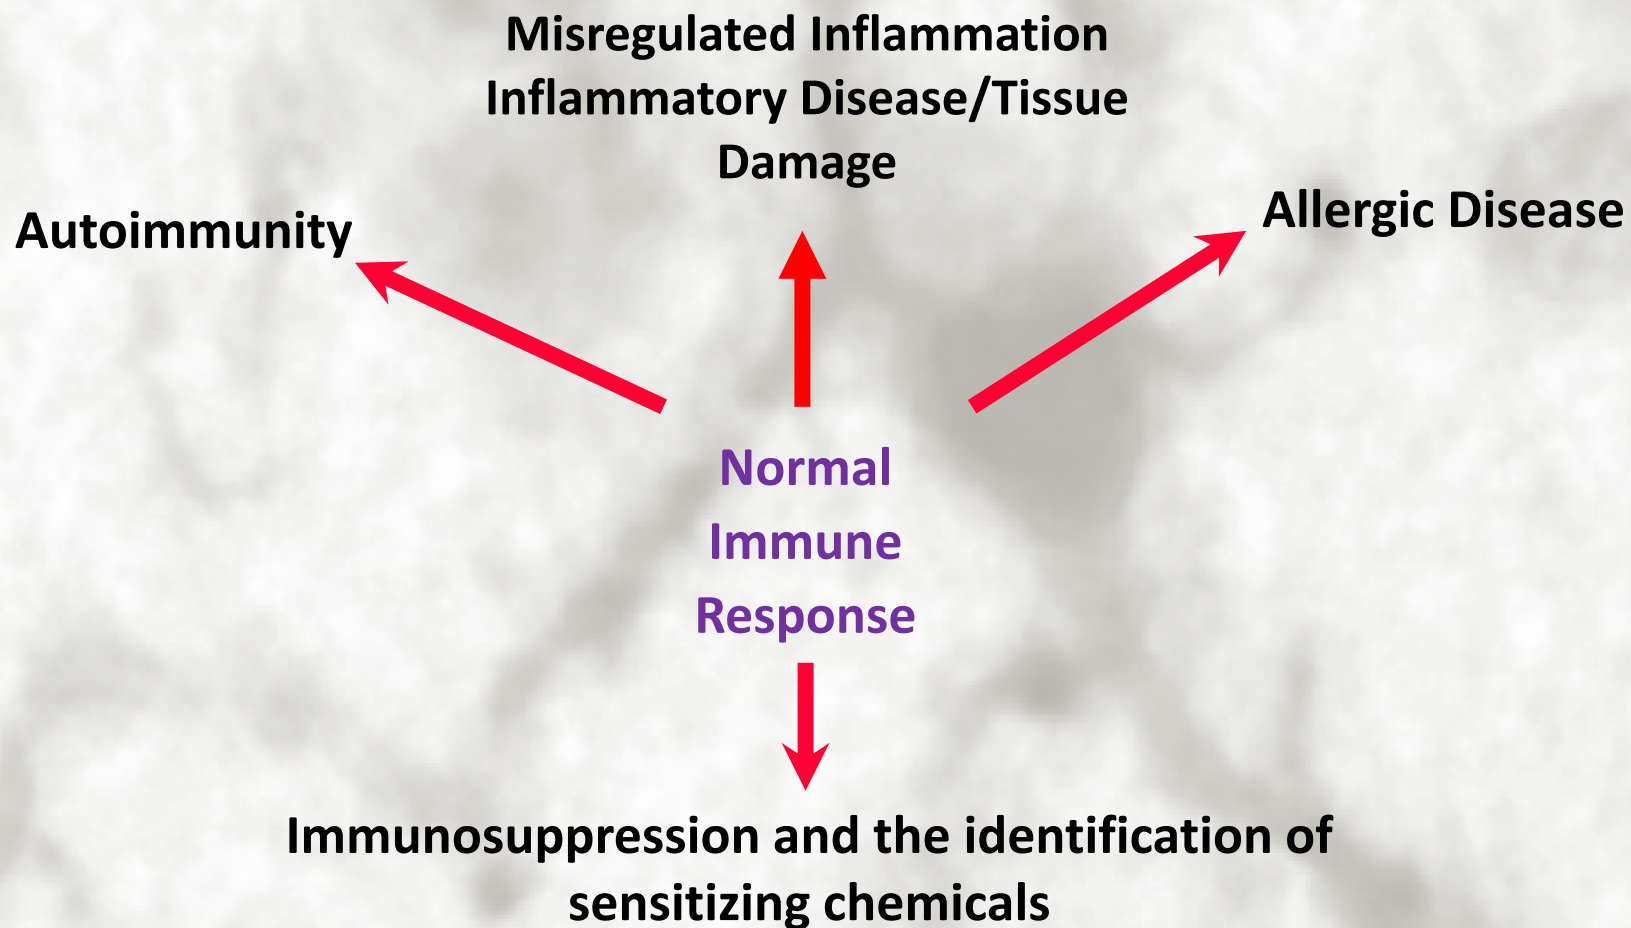 Misregulated Inflammation
Inflammatory Disease/Tissue
Damage
Autoimmunity
Allergic Disease
Normal
Immune
Response
Immunosuppression and the identification of
sensitizing chemicals